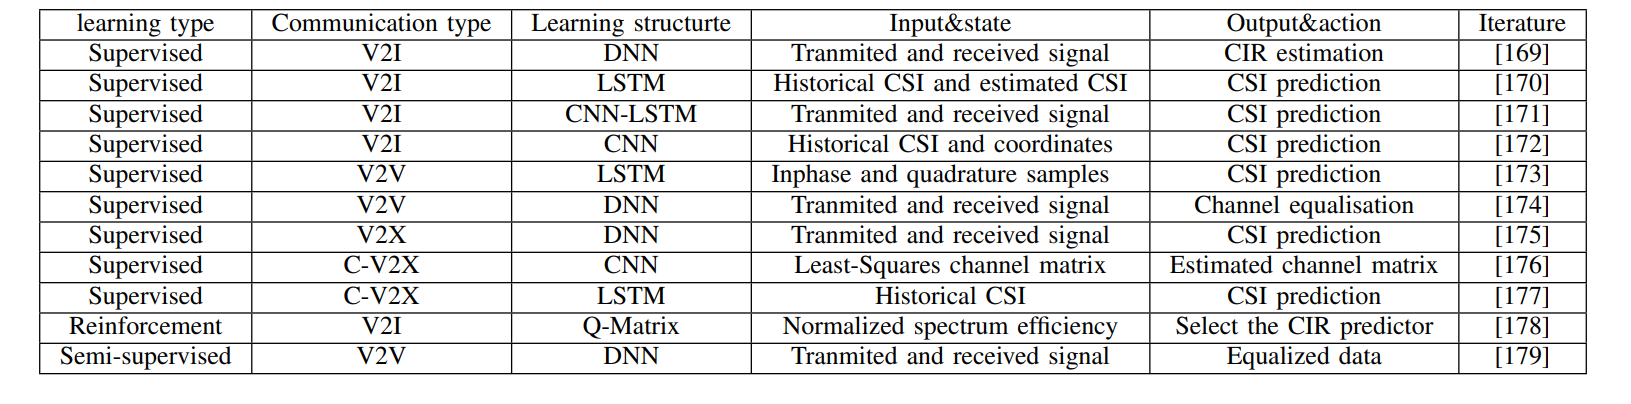 learning type Communication type Learning structurte Input&state Output&action Iterature
Supervised V2I DNN Tranmited and received signal CIR estimation [169]
Supervised V2I LSTM Historical CSI and estimated CSI CSI prediction [170]
Supervised V2I CNN-LSTM Tranmited and received signal CSI prediction [171]
Supervised V2I CNN Historical CSI and coordinates CSI prediction [172]
Supervised V2V LSTM Inphase and quadrature samples CSI prediction [173]
Supervised V2V DNN Tranmited and received signal Channel equalisation [174]
Supervised V2X DNN Tranmited and received signal CSI prediction [175]
Supervised C-V2X CNN Least-Squares channel matrix Estimated channel matrix [176]
Supervised C-V2X LSTM Historical CSI CSI prediction [177]
Reinforcement V2I Q-Matrix Normalized spectrum efficiency Select the CIR predictor [178]
Semi-supervised V2V DNN Tranmited and received signal Equalized data [179]